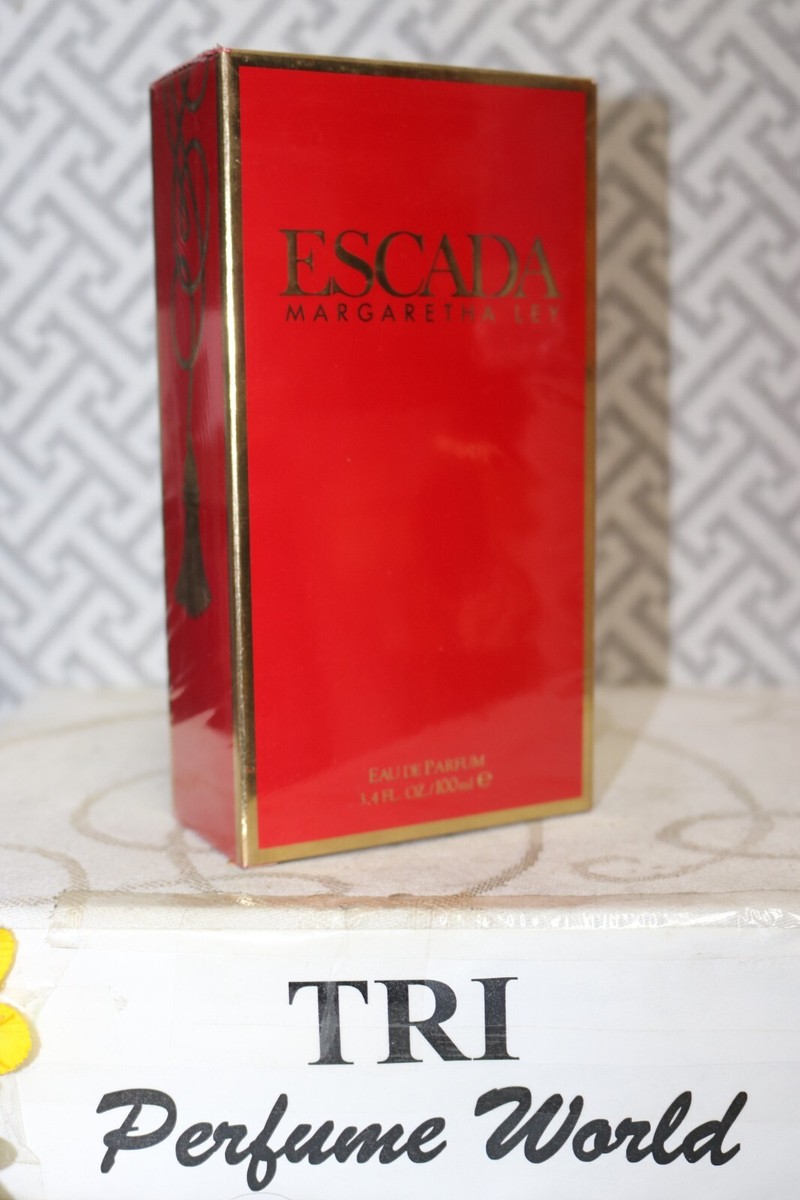 ESCADA
MARGARETHA LEY
EAU DE PARFUM
3.4 FL. OZ./100ml ℮
TRI
Perfume World